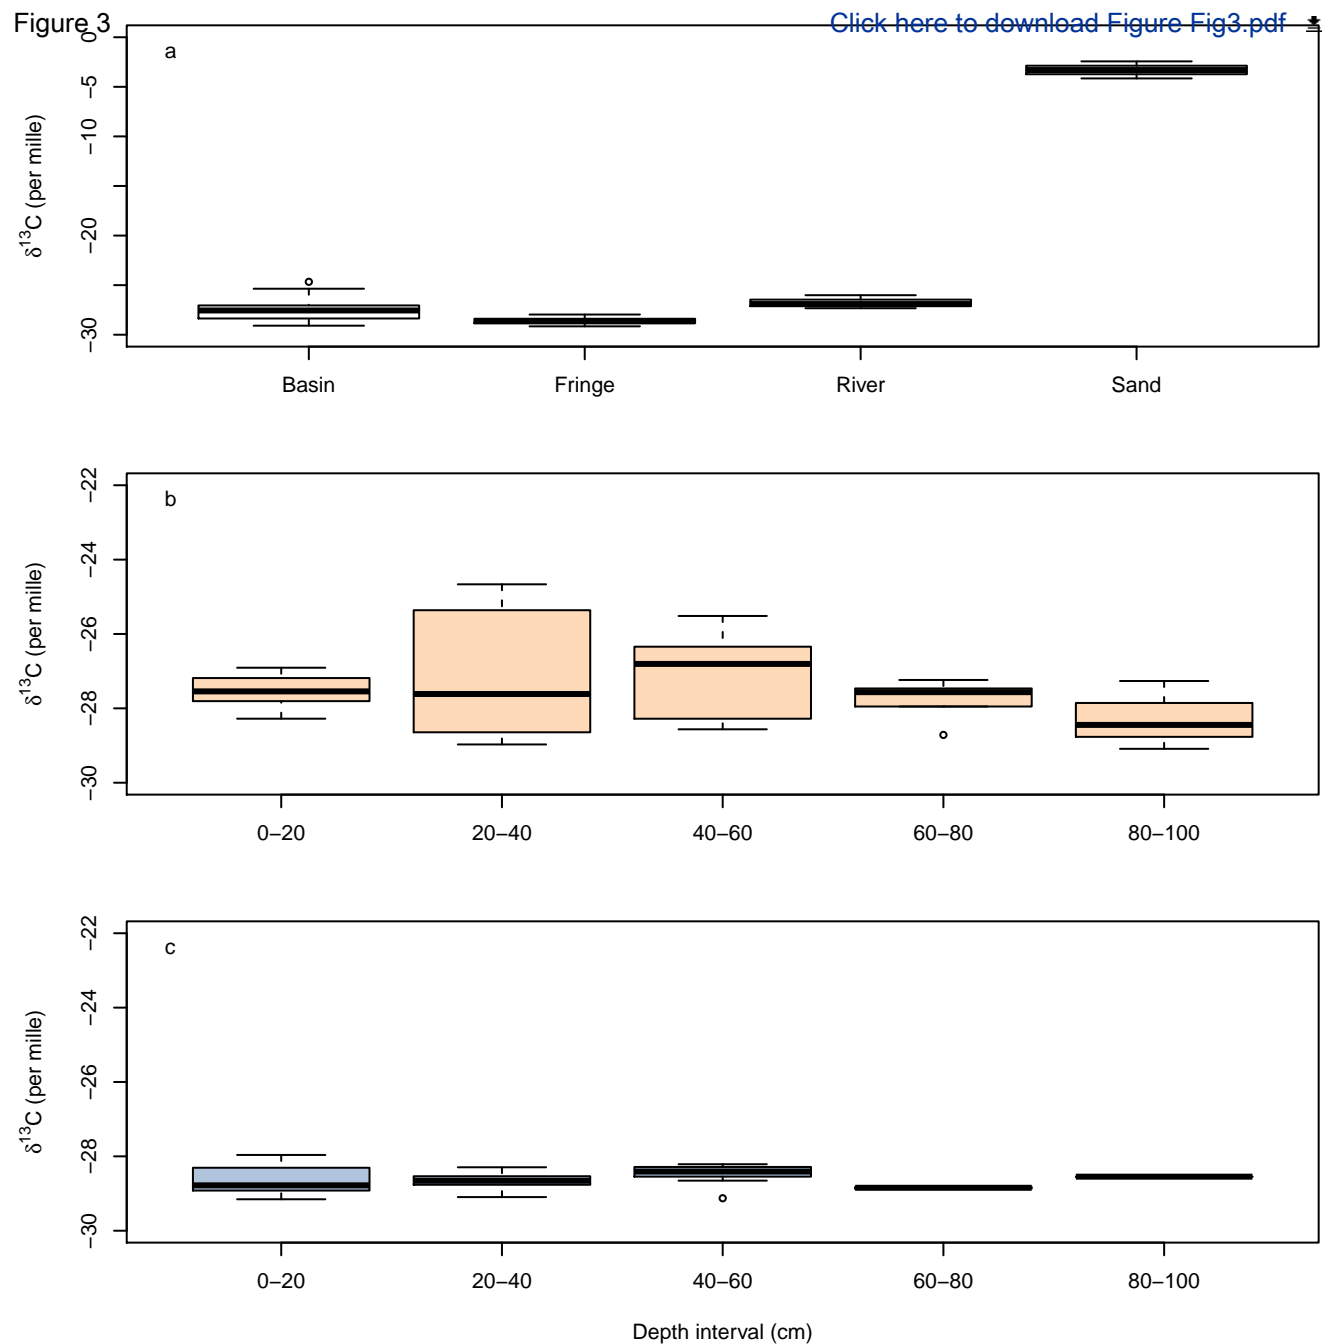 Figure 3
Click here to download Figure Fig3.pdf
a
δ13C (per mille)
0
−5
−10
−20
−30
Basin Fringe River Sand
b
δ13C (per mille)
−22
−24
−26
−28
−30
0−20 20−40 40−60 60−80 80−100
c
δ13C (per mille)
−22
−24
−26
−28
−30
0−20 20−40 40−60 60−80 80−100
Depth interval (cm)